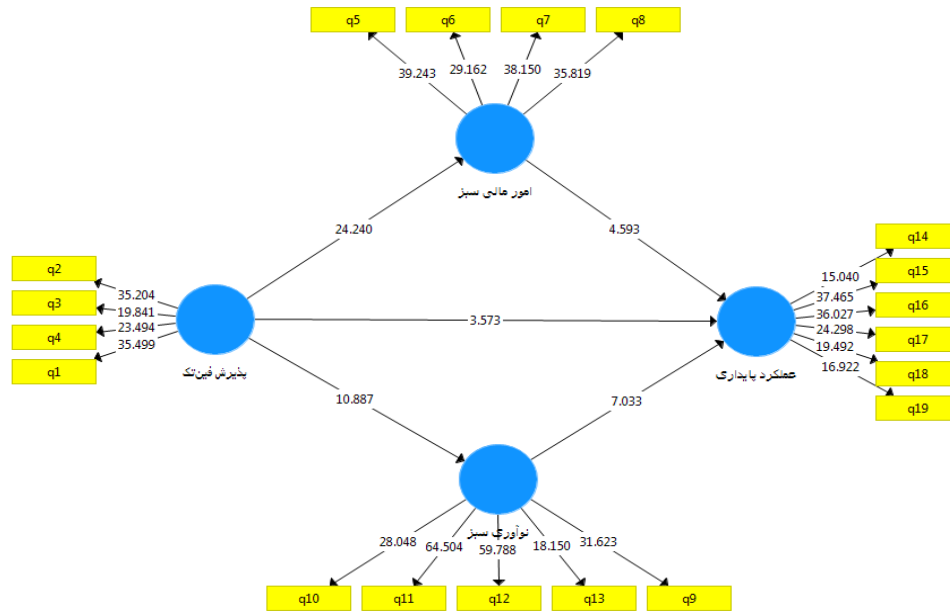 q5
q6
q7
q8
39.243
29.162
38.150
35.819
امور مالی سبز
24.240
4.593
q2
q3
q4
q1
35.204
19.841
23.494
35.499
پذیرش فین‌تک
3.573
q14
q15
q16
q17
q18
q19
15.040
37.465
36.027
24.298
19.492
16.922
عملکرد پایداری
10.887
7.033
نوآوری سبز
28.048
64.504
59.788
18.150
31.623
q10
q11
q12
q13
q9